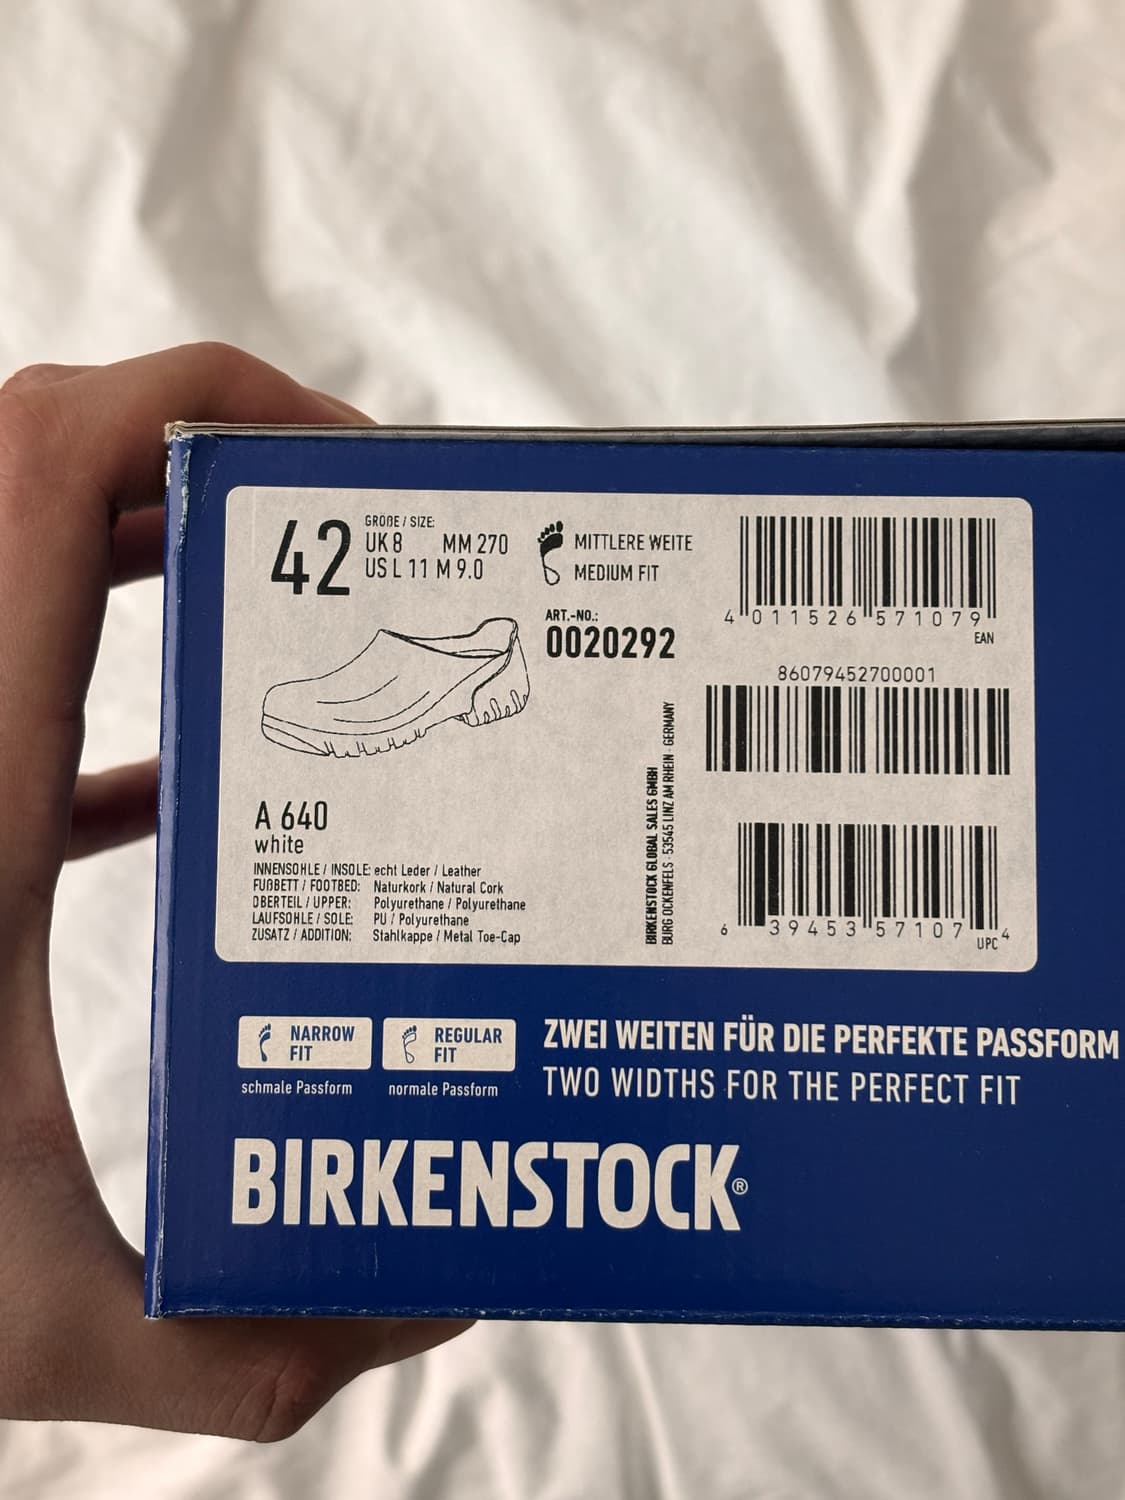 42
GRÖßE / SIZE:
UK 8 MM 270
US L 11 M 9.0
MITTLERE WEITE
MEDIUM FIT
ART.-NO.:
0020292
4 011526 571079
EAN
86079452700001
A 640
white
INNENSOHLE / INSOLE: echt Leder / Leather
FUßBETT / FOOTBED: Naturkork / Natural Cork
OBERTEIL / UPPER: Polyurethane / Polyurethane
LAUFSOHLE / SOLE: PU / Polyurethane
ZUSATZ / ADDITION: Stahlkappe / Metal Toe-Cap
BIRKENSTOCK GLOBAL SALES GMBH
BURG OCKENFELS · 53545 LINZ AM RHEIN · GERMANY
6 39453 57107 4
UPC
NARROW
FIT
schmale Passform
REGULAR
FIT
normale Passform
ZWEI WEITEN FÜR DIE PERFEKTE PASSFORM
TWO WIDTHS FOR THE PERFECT FIT
BIRKENSTOCK®